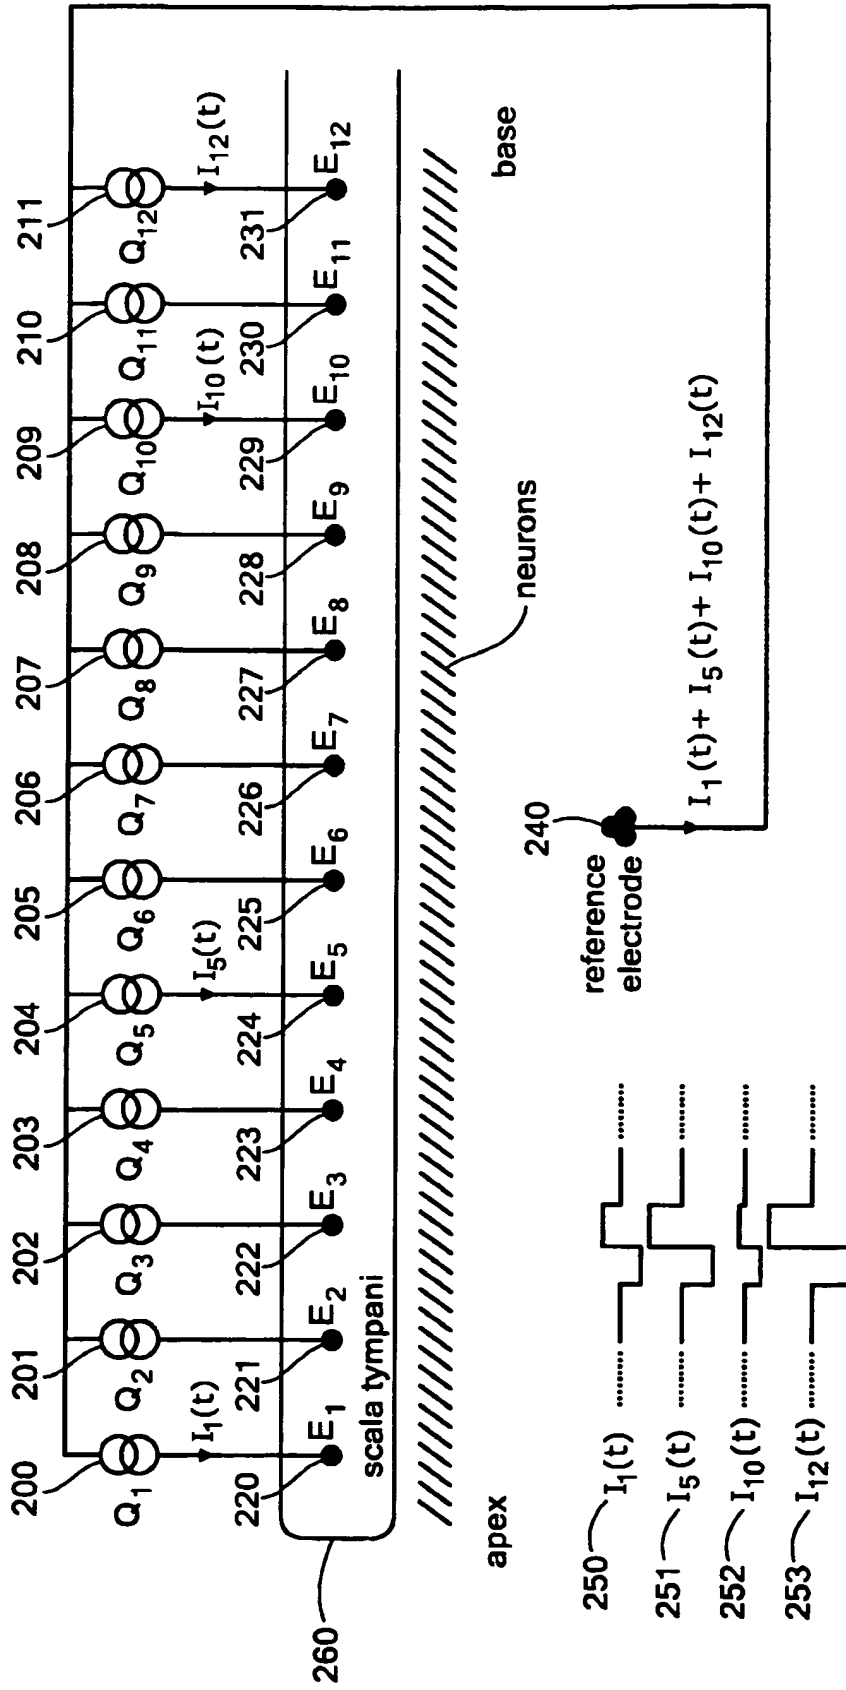 200 201 202 203 204 205 206 207 208 209 210 211
Q₁ Q₂ Q₃ Q₄ Q₅ Q₆ Q₇ Q₈ Q₉ Q₁₀ Q₁₁ Q₁₂
I₁(t) I₅(t) I₁₀(t) I₁₂(t)
220 221 222 223 224 225 226 227 228 229 230 231
E₁ E₂ E₃ E₄ E₅ E₆ E₇ E₈ E₉ E₁₀ E₁₁ E₁₂
260
scala tympani
apex
base
neurons
240
reference
electrode
I₁(t)+ I₅(t)+ I₁₀(t)+ I₁₂(t)
250 I₁(t)
251 I₅(t)
252 I₁₀(t)
253 I₁₂(t)